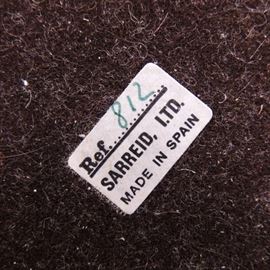 Ref. 812
SARREID, LTD.
MADE IN SPAIN